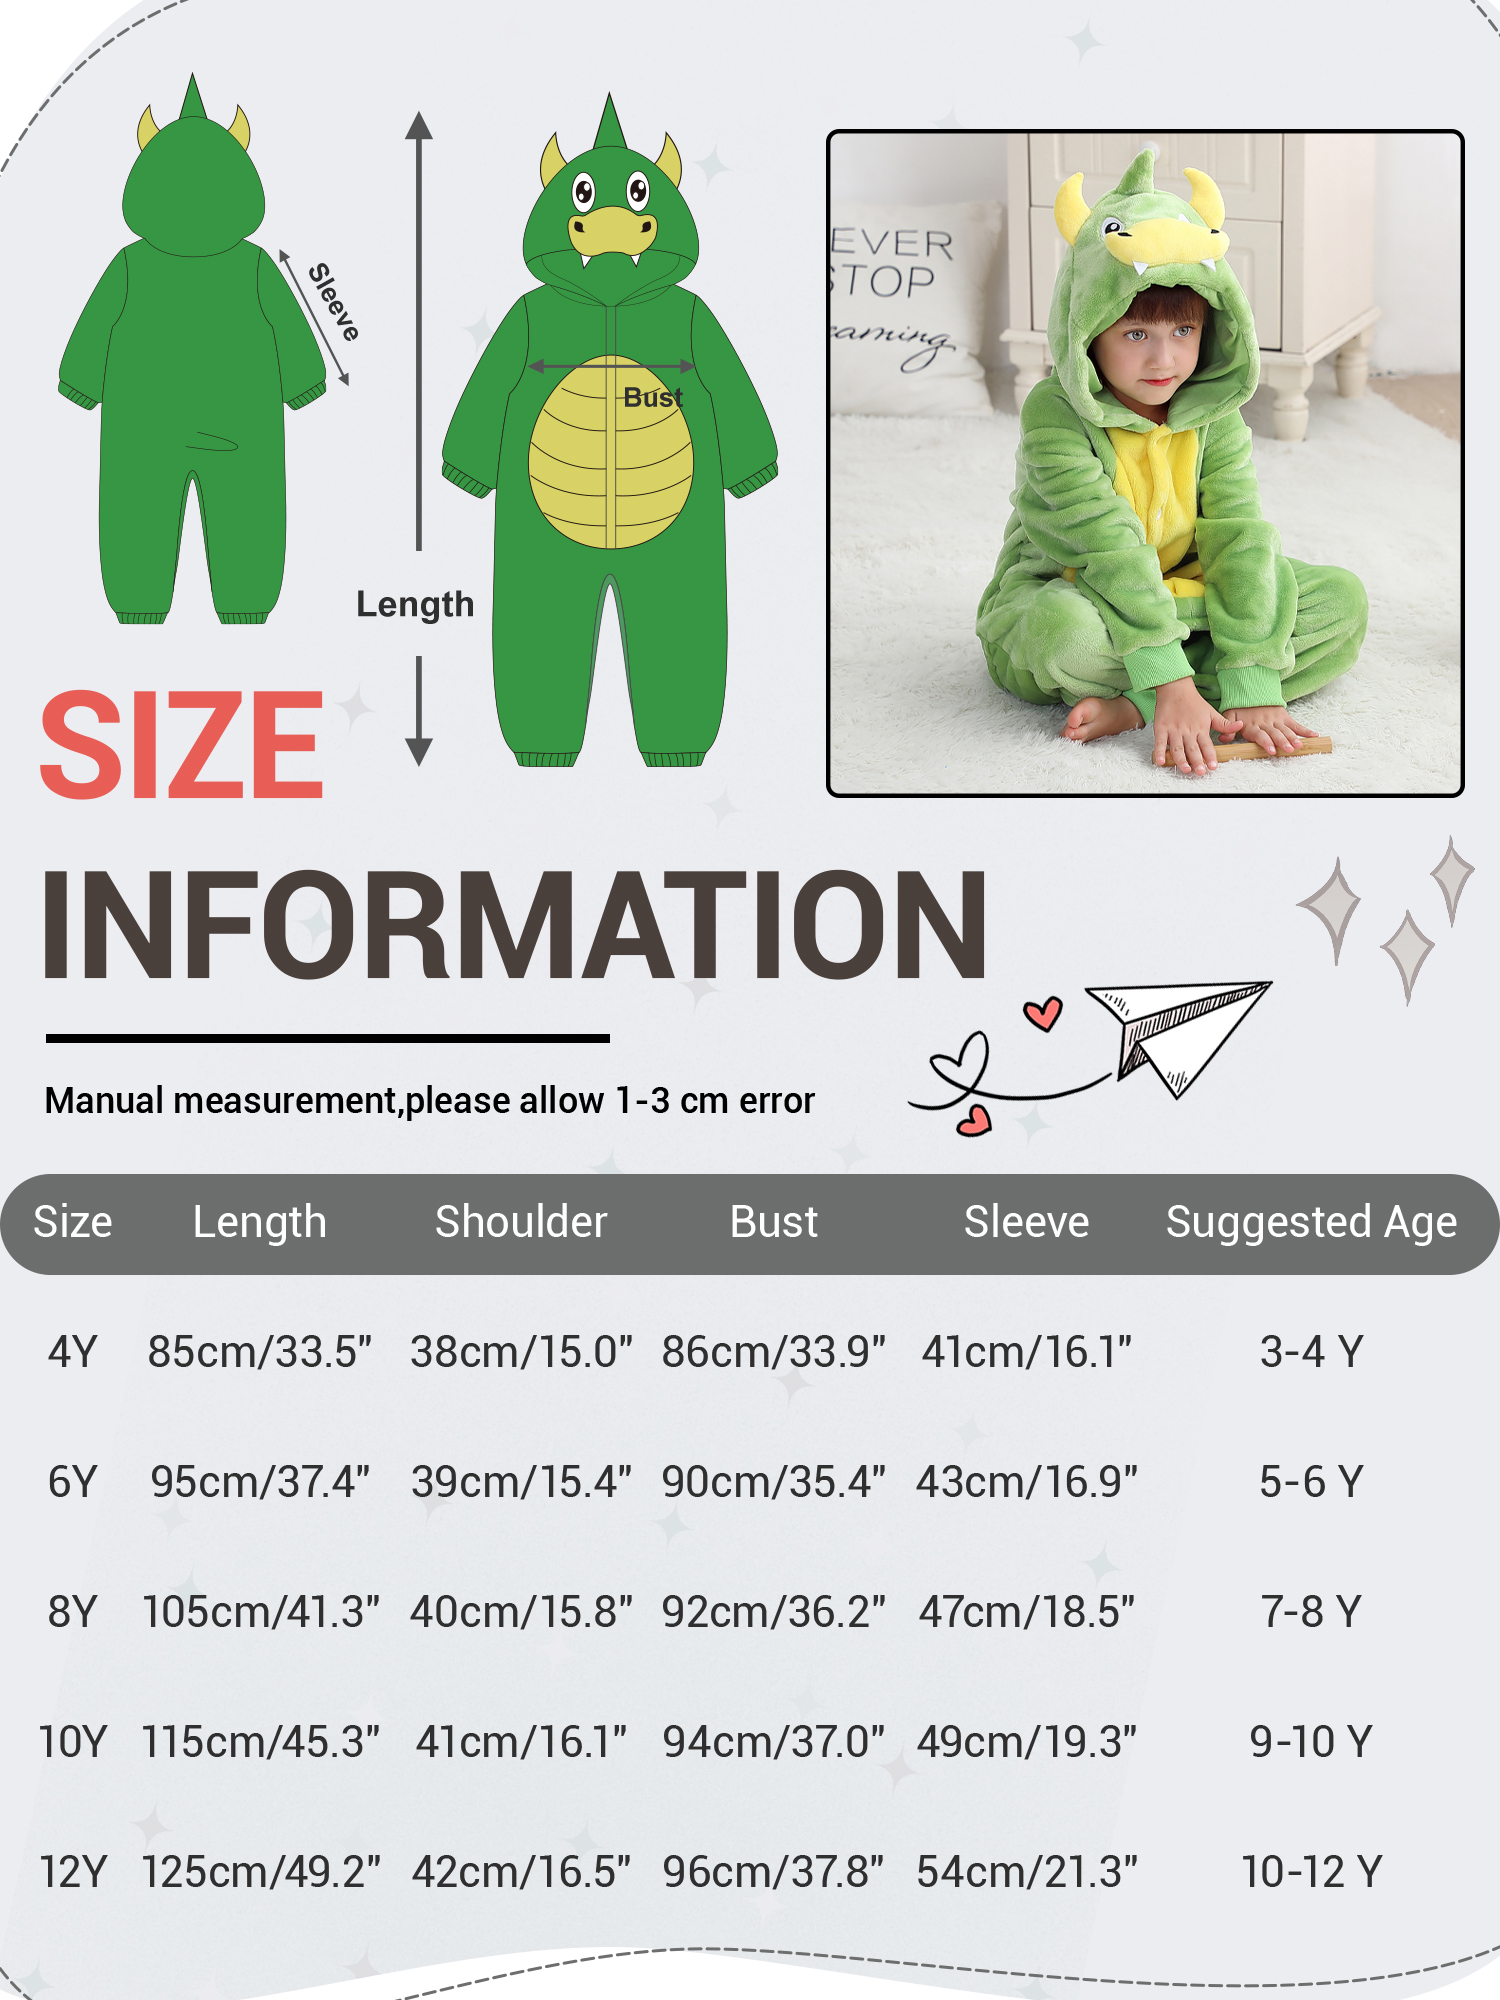 Sleeve
Bust
Length
EVER
STOP
eaming
SIZE
INFORMATION
Manual measurement,please allow 1-3 cm error
Size Length Shoulder Bust Sleeve Suggested Age
4Y 85cm/33.5" 38cm/15.0" 86cm/33.9" 41cm/16.1" 3-4 Y
6Y 95cm/37.4" 39cm/15.4" 90cm/35.4" 43cm/16.9" 5-6 Y
8Y 105cm/41.3" 40cm/15.8" 92cm/36.2" 47cm/18.5" 7-8 Y
10Y 115cm/45.3" 41cm/16.1" 94cm/37.0" 49cm/19.3" 9-10 Y
12Y 125cm/49.2" 42cm/16.5" 96cm/37.8" 54cm/21.3" 10-12 Y